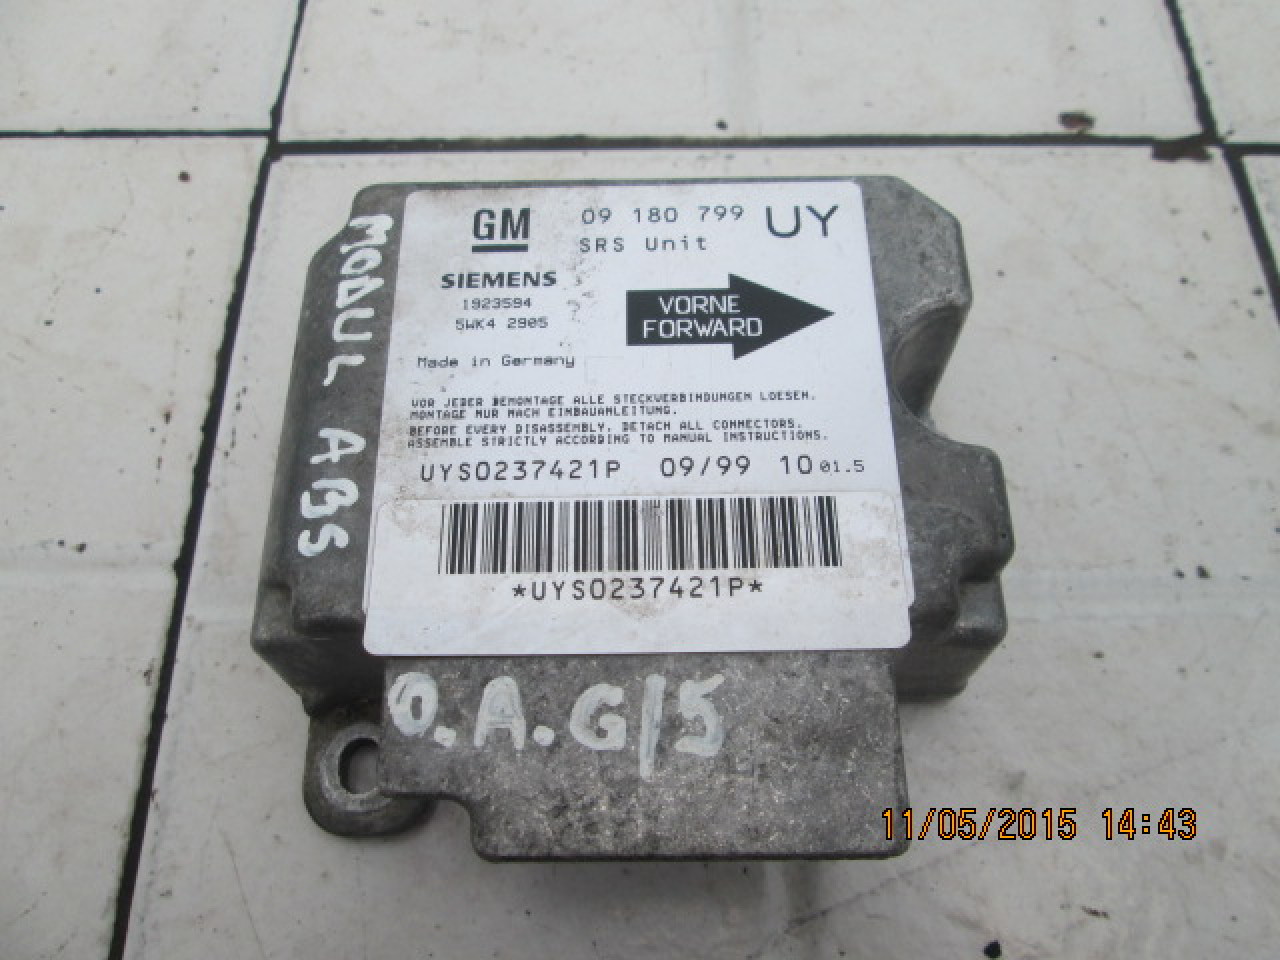 GM 09 180 799 UY
SRS Unit
SIEMENS
1923594
5WK4 2905
VORNE
FORWARD
Made in Germany
VOR JEDER DEMONTAGE ALLE STECKVERBINDUNGEN LOESEN.
MONTAGE NUR NACH EINBAUANLEITUNG.
BEFORE EVERY DISASSEMBLY, DETACH ALL CONNECTORS.
ASSEMBLE STRICTLY ACCORDING TO MANUAL INSTRUCTIONS.
UYS0237421P 09/99 10 01.5
*UYS0237421P*
MODUL ABS
O.A.G/5
11/05/2015 14:43